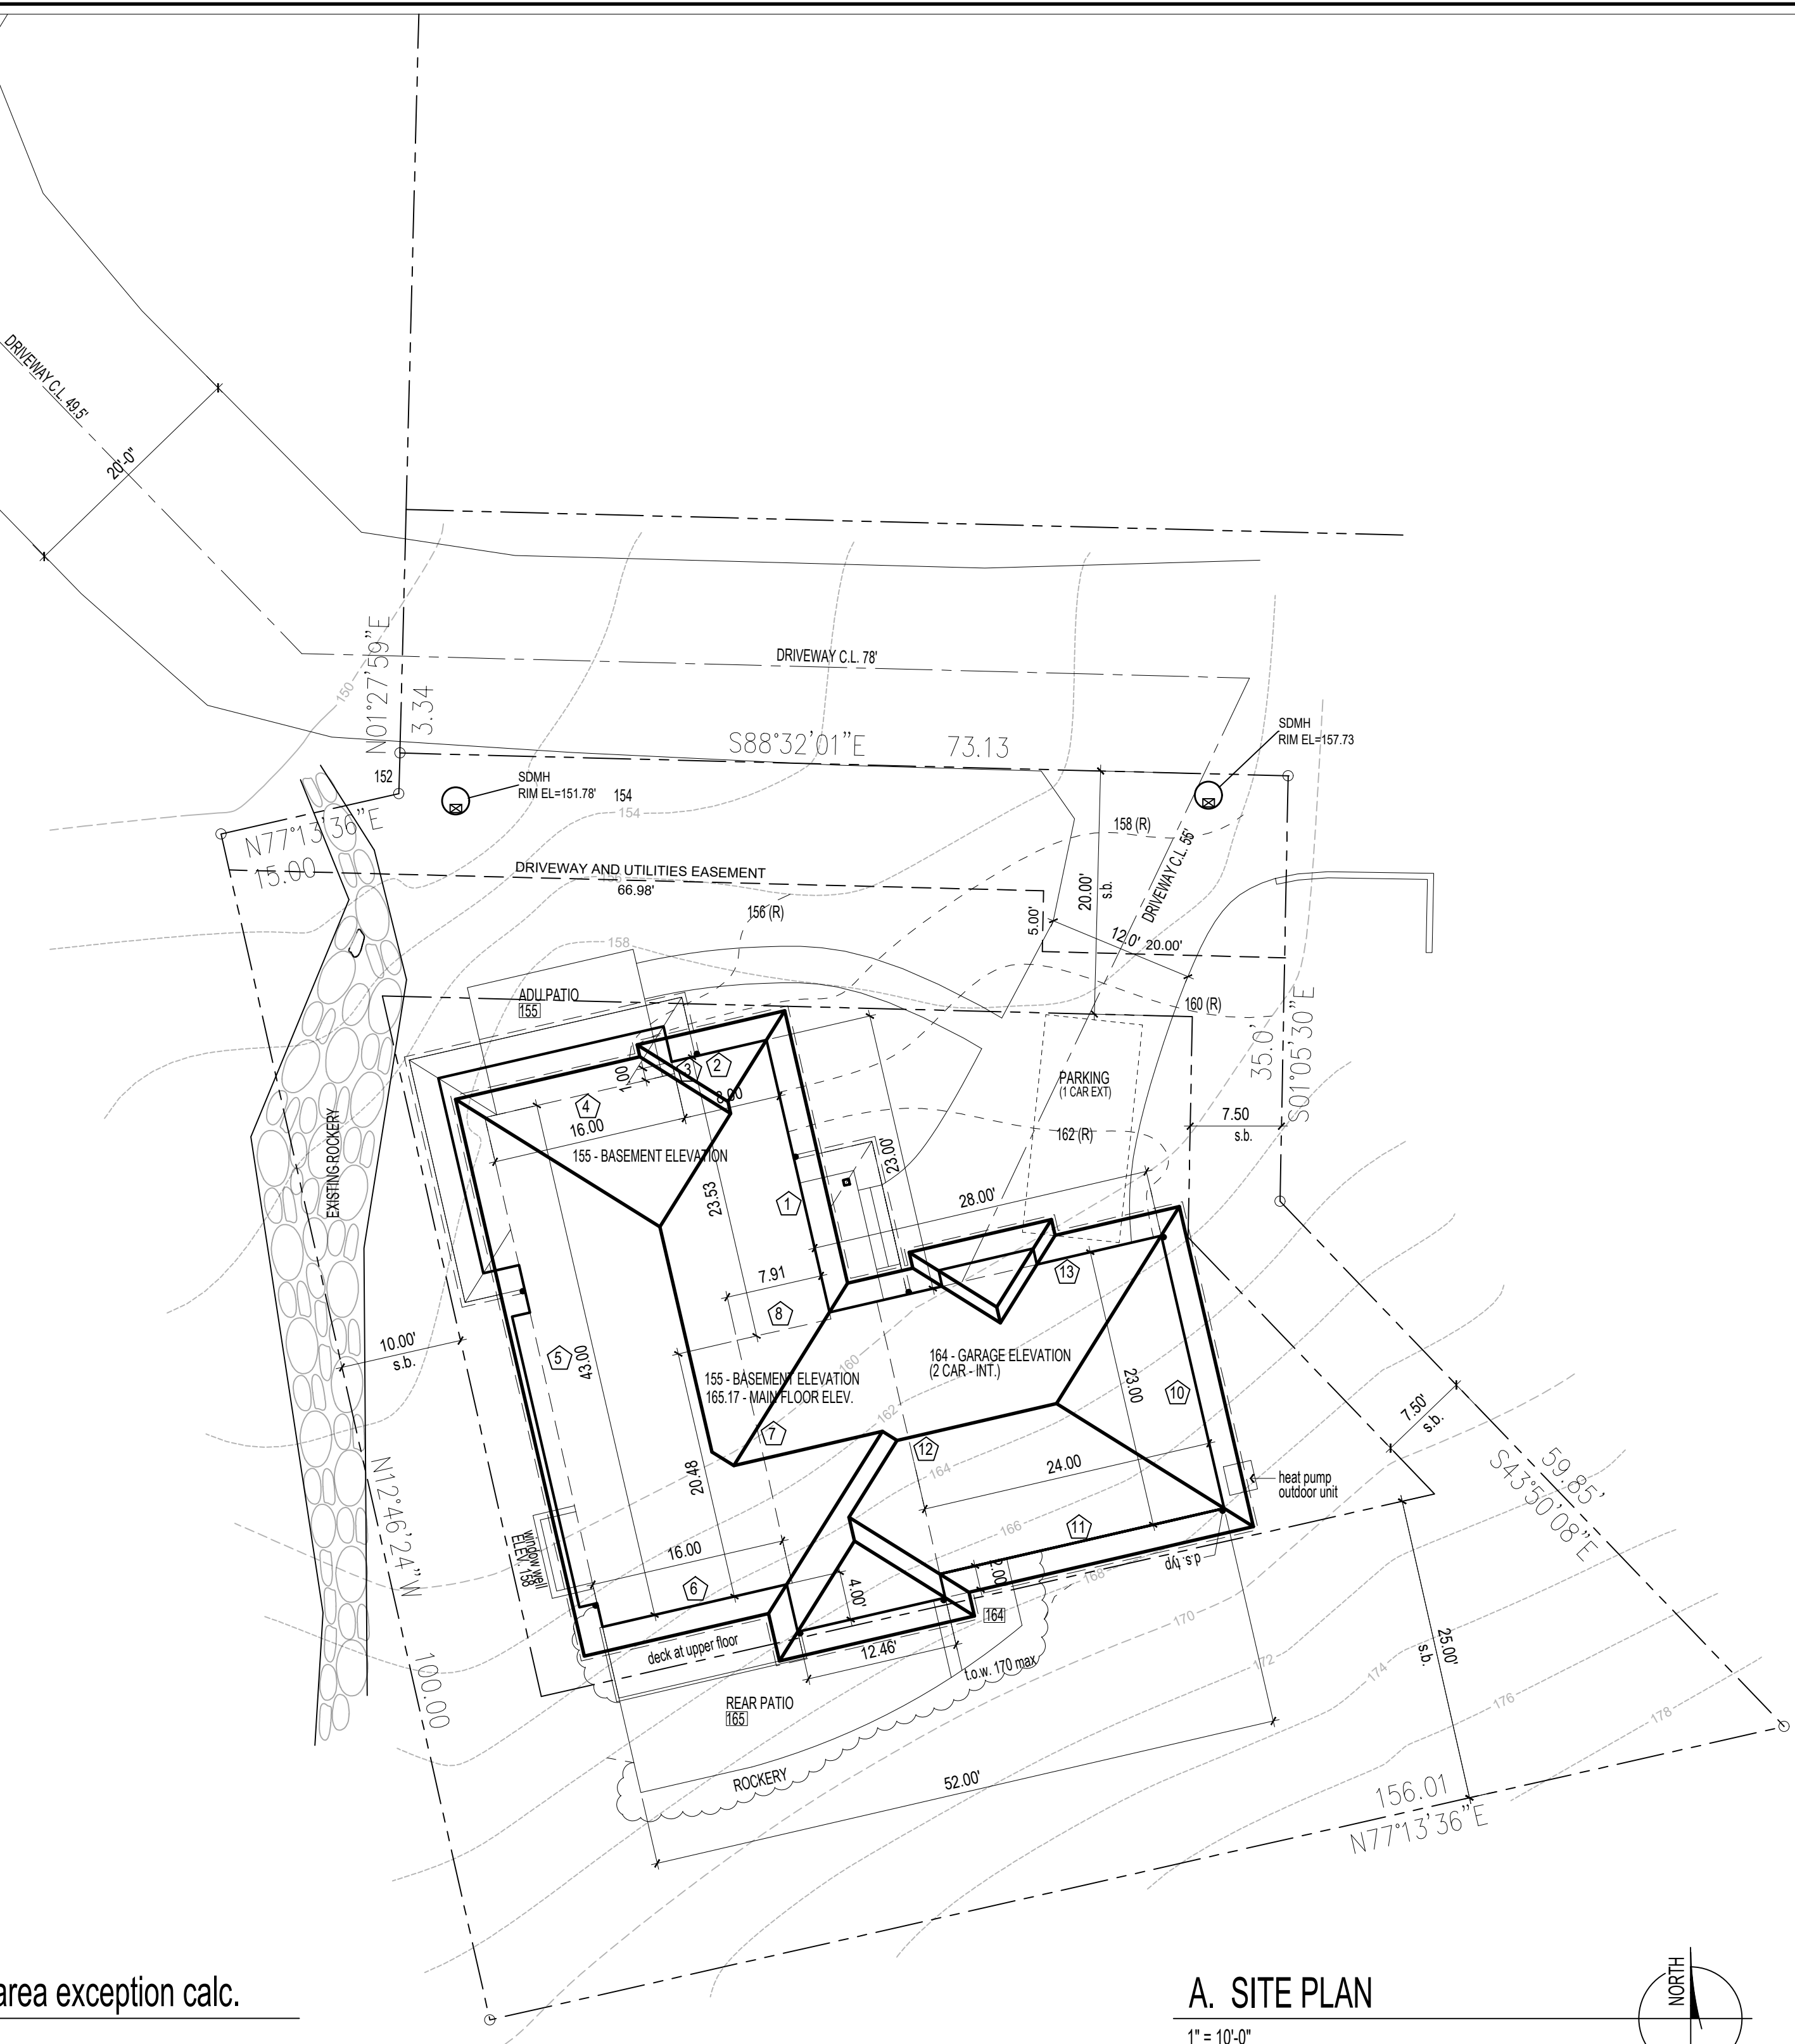 DRIVEWAY C.L. 49.5'
20'-0"
N01°27'59"E
3.34
150
DRIVEWAY C.L. 78'
S88°32'01"E 73.13
SDMH
RIM EL=157.73
152
SDMH
RIM EL=151.78'
154
154
N77°13'36"E
15.00
158 (R)
DRIVEWAY C.L. 55'
20.00'
s.b.
DRIVEWAY AND UTILITIES EASEMENT
66.98'
156 (R)
5.00'
12.0'
20.00'
158
ADU PATIO
155
160 (R)
35.0'
S01°05'30"E
EXISTING ROCKERY
1.00
3
2
8.00
4
16.00
PARKING
(1 CAR EXT)
7.50
s.b.
162 (R)
155 - BASEMENT ELEVATION
23.53
1
23.00'
28.00'
13
7.91
8
10.00'
s.b.
5
43.00
160
164 - GARAGE ELEVATION
(2 CAR - INT.)
155 - BASEMENT ELEVATION
165.17 - MAIN FLOOR ELEV.
23.00
10
162
7
12
7.50'
s.b.
164
24.00
20.48
heat pump
outdoor unit
59.85'
S43°50'08"E
N12°46'24"W
100.00
window well
ELEV. 158
166
11
16.00
6
4.00'
2.00
168
d.s. typ
164
170
deck at upper floor
12.46'
t.o.w. 170 max
25.00'
s.b.
172
174
176
178
REAR PATIO
165
ROCKERY
52.00'
156.01
N77°13'36"E
area exception calc.
A. SITE PLAN
1" = 10'-0"
NORTH